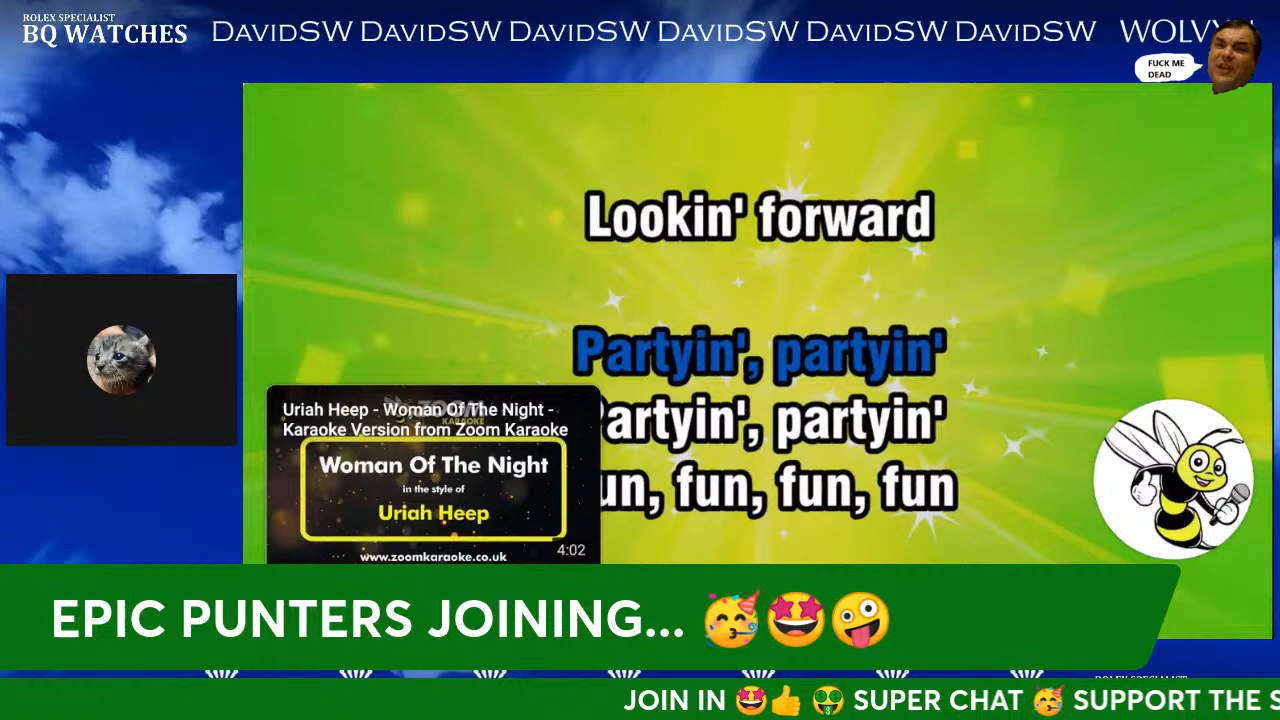 ROLEX SPECIALIST
BQ WATCHES
DAVIDSW DAVIDSW DAVIDSW DAVIDSW DAVIDSW DAVIDSW
FUCK ME
DEAD
Lookin' forward
Partyin', partyin'
Partyin', partyin'
fun, fun, fun
Uriah Heep - Woman Of The Night -
Karaoke Version from Zoom Karaoke
ZOOM
KARAOKE
Woman Of The Night
in the style of
Uriah Heep
www.zoomkaraoke.co.uk
4:02
EPIC PUNTERS JOINING... 🥳🤩🤪
JOIN IN 🤩👍 🤑 SUPER CHAT 🥳 SUPPORT THE